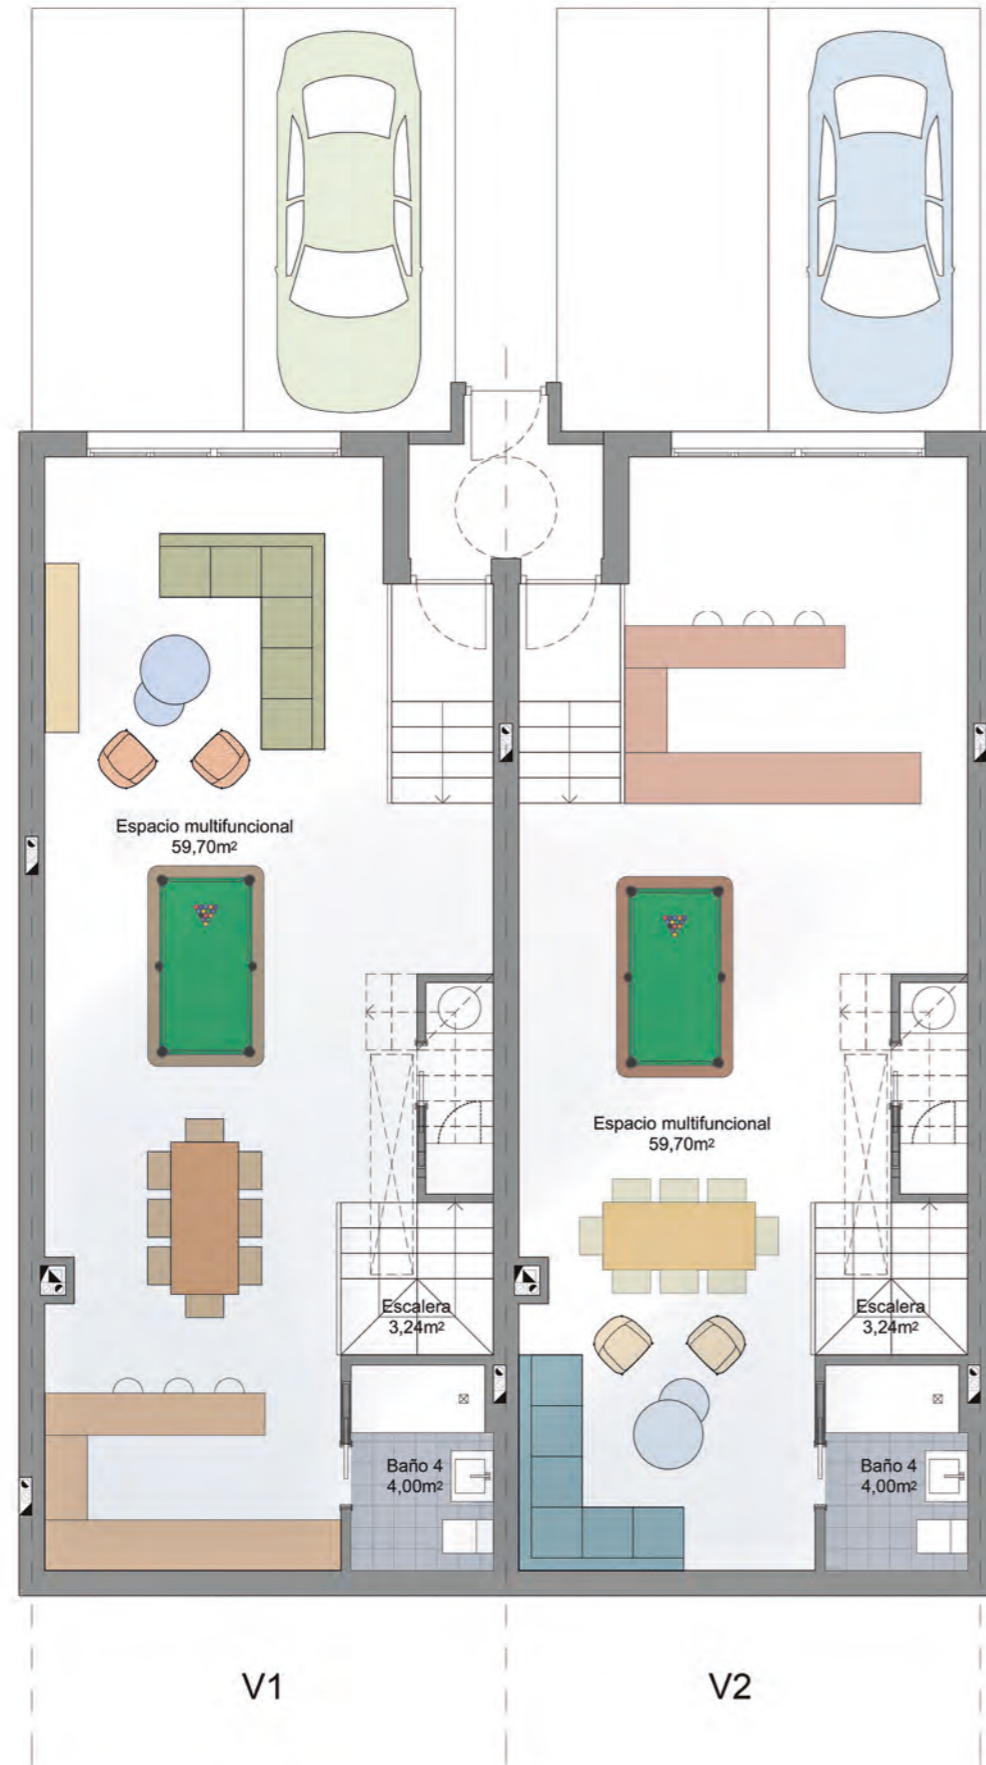 Espacio multifuncional
59,70m²
Espacio multifuncional
59,70m²
Escalera
3,24m²
Escalera
3,24m²
Baño 4
4,00m²
Baño 4
4,00m²
V1
V2